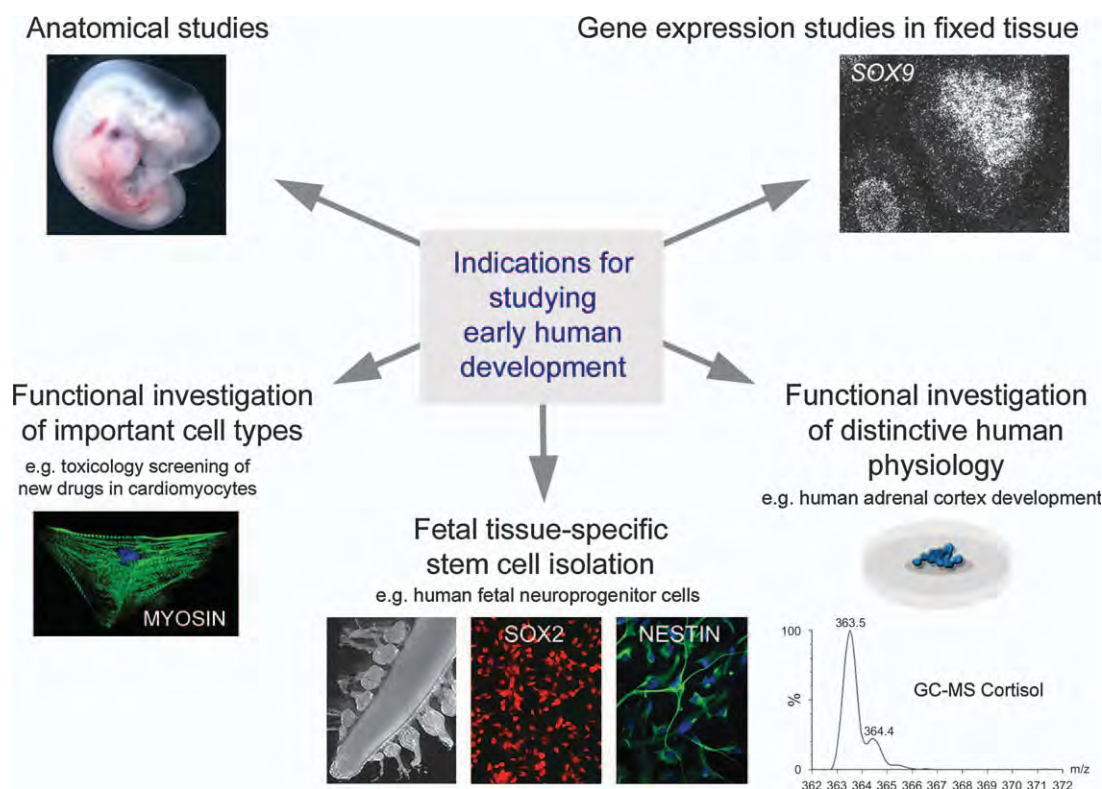 Anatomical studies
Gene expression studies in fixed tissue
SOX9
Indications for
studying
early human
development
Functional investigation
of important cell types
e.g. toxicology screening of
new drugs in cardiomyocytes
MYOSIN
Fetal tissue-specific
stem cell isolation
e.g. human fetal neuroprogenitor cells
SOX2
NESTIN
Functional investigation
of distinctive human
physiology
e.g. human adrenal cortex development
100
363.5
GC-MS Cortisol
%
364.4
0
m/z
362 363 364 365 366 367 368 369 370 371 372